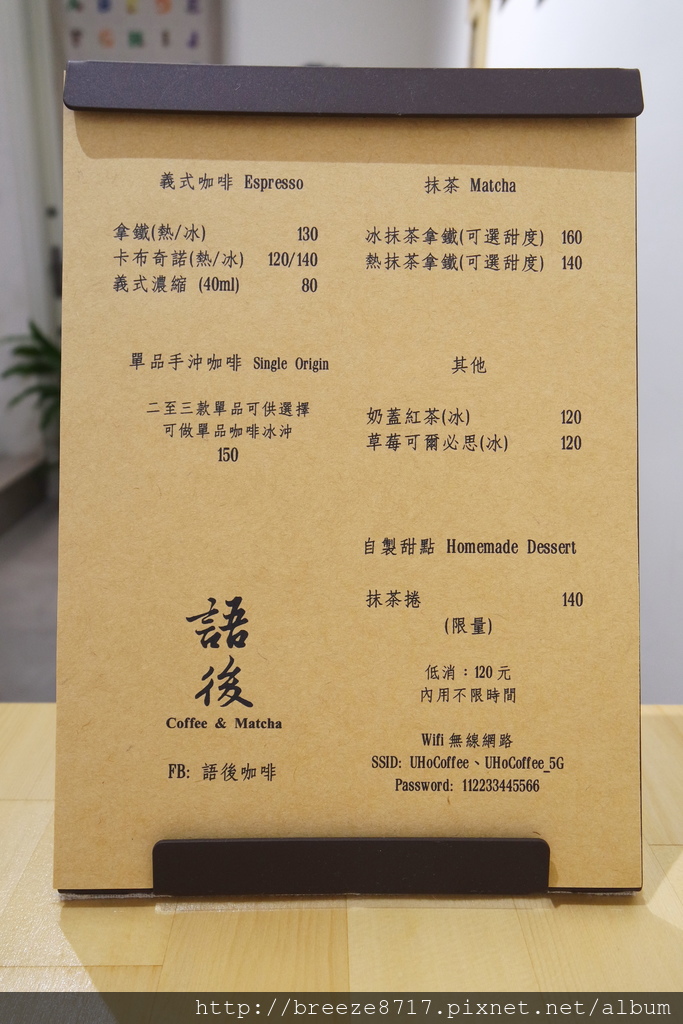 義式咖啡 Espresso
拿鐵(熱/冰) 130
卡布奇諾(熱/冰) 120/140
義式濃縮 (40ml) 80
單品手沖咖啡 Single Origin
二至三款單品可供選擇
可做單品咖啡冰沖
150
語後
Coffee & Matcha
FB: 語後咖啡
抹茶 Matcha
冰抹茶拿鐵(可選甜度) 160
熱抹茶拿鐵(可選甜度) 140
其他
奶蓋紅茶(冰) 120
草莓可爾必思(冰) 120
自製甜點 Homemade Dessert
抹茶捲 140
(限量)
低消：120 元
內用不限時間
Wifi 無線網路
SSID: UHoCoffee、UHoCoffee_5G
Password: 112233445566
http://breeze8717.pixnet.net/album